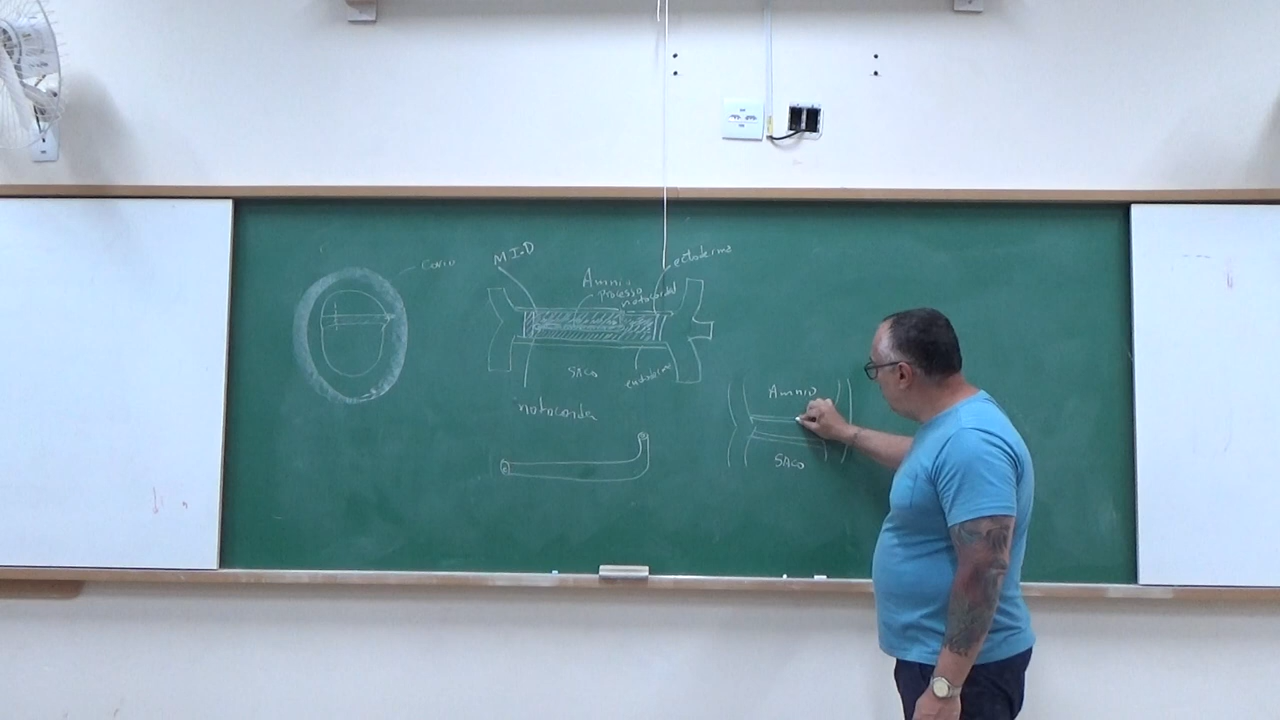 M.I.D
ectoderma
Amnio
processo
notocordal
SACO
endoderma
notocorda
Amnio
SACO